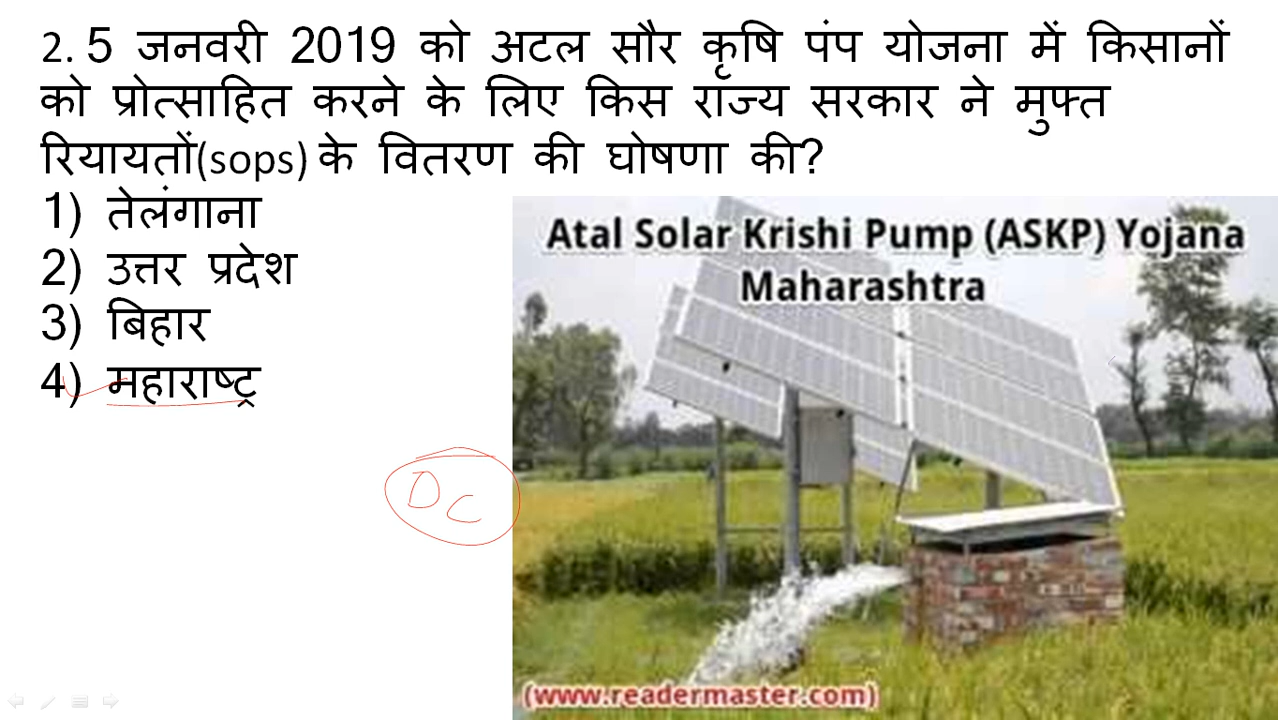 2. 5 जनवरी 2019 को अटल सौर कृषि पंप योजना में किसानों
को प्रोत्साहित करने के लिए किस राज्य सरकार ने मुफ्त
रियायतों(sops) के वितरण की घोषणा की?
1) तेलंगाना
2) उत्तर प्रदेश
3) बिहार
4) महाराष्ट्र
Atal Solar Krishi Pump (ASKP) Yojana
Maharashtra
DC
(www.readermaster.com)